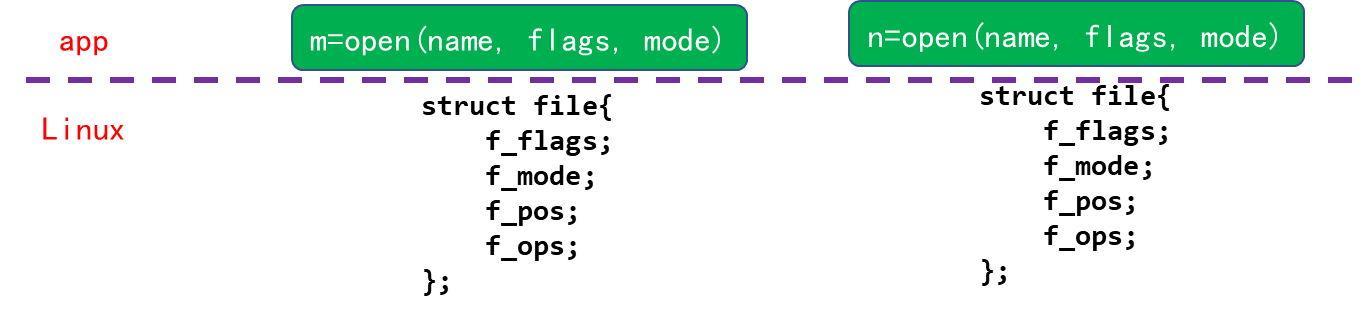 app
m=open(name, flags, mode)
n=open(name, flags, mode)
Linux
struct file{
f_flags;
f_mode;
f_pos;
f_ops;
};
struct file{
f_flags;
f_mode;
f_pos;
f_ops;
};